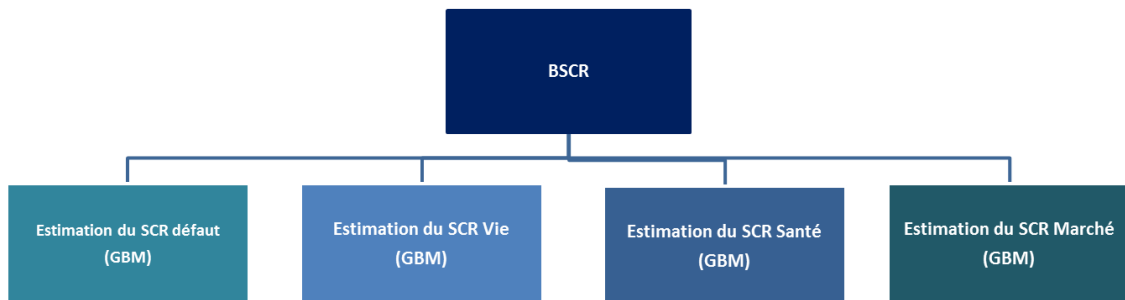 BSCR
Estimation du SCR défaut
(GBM)
Estimation du SCR Vie
(GBM)
Estimation du SCR Santé
(GBM)
Estimation du SCR Marché
(GBM)